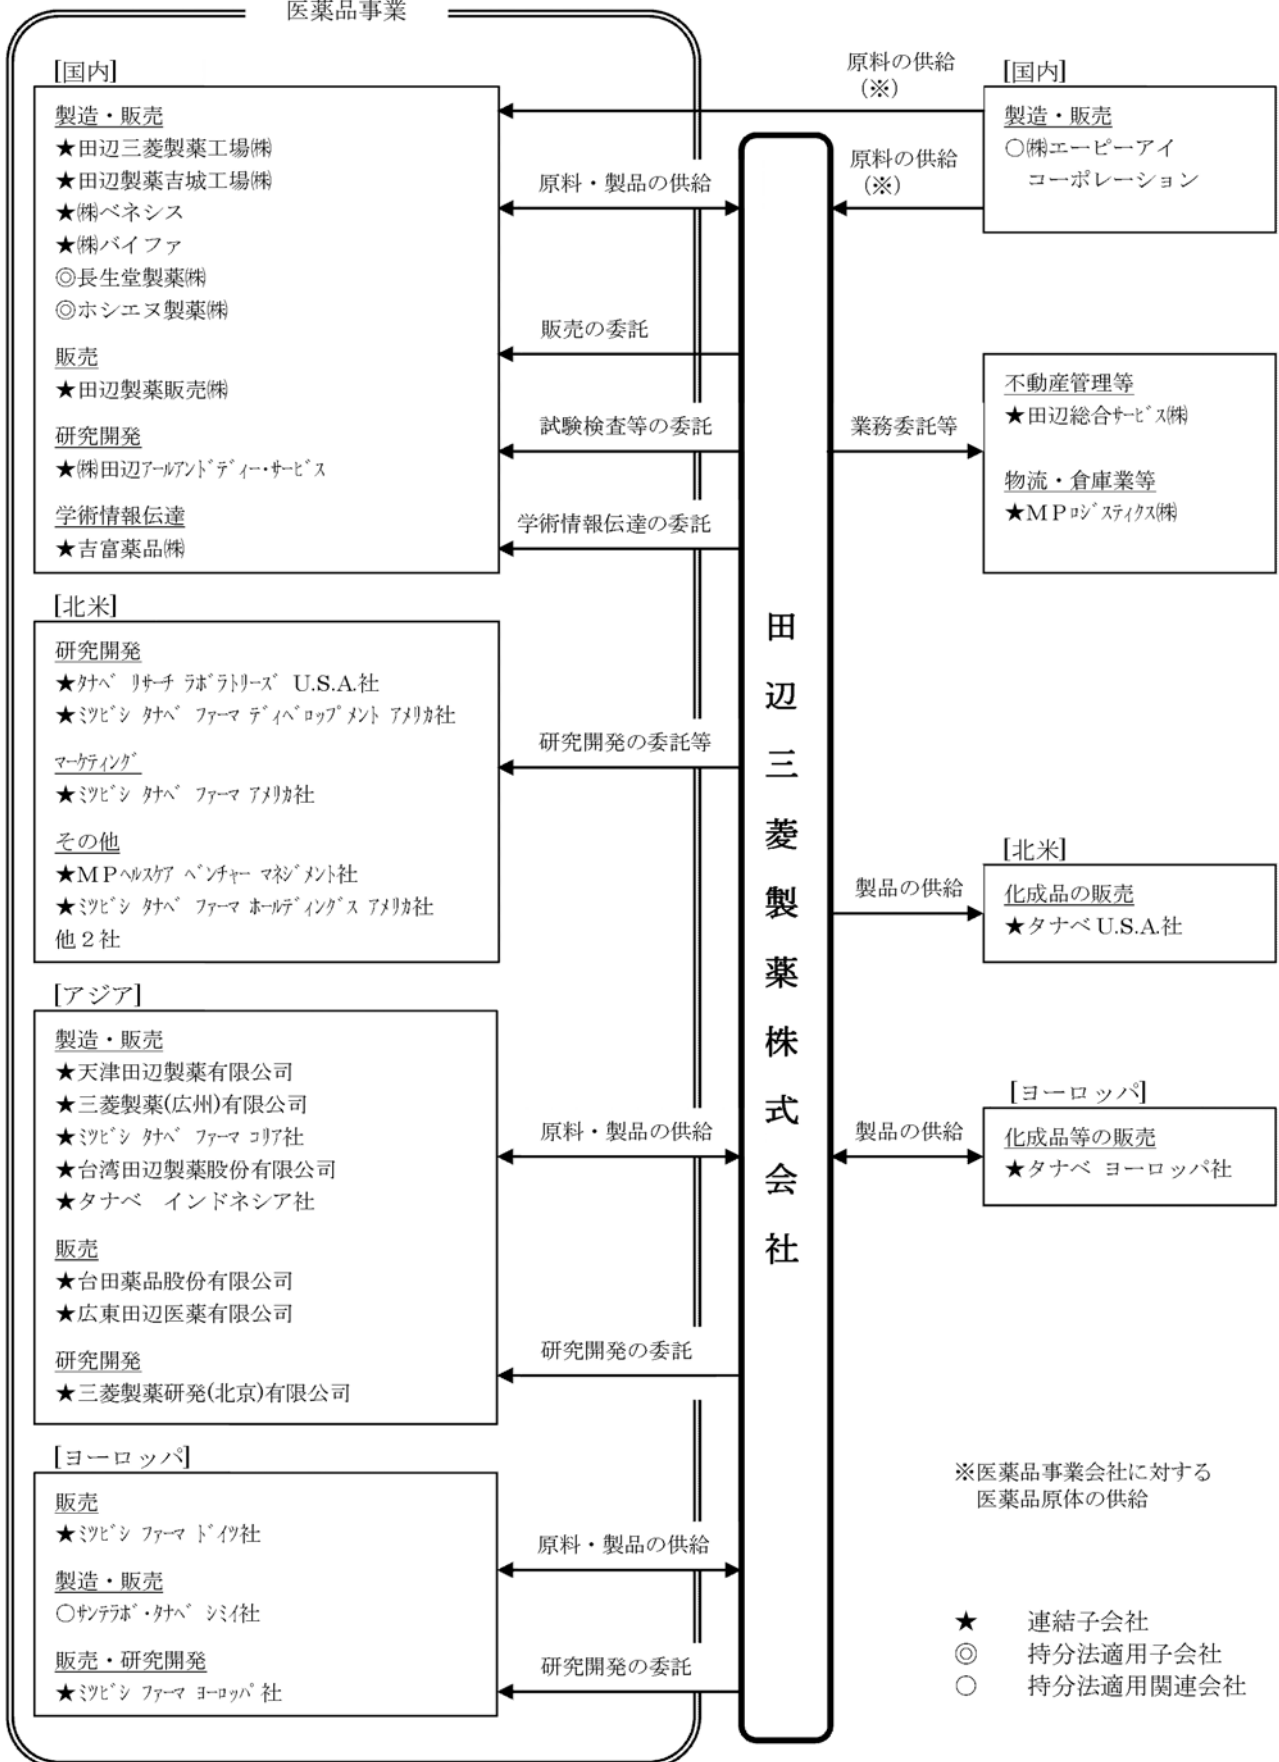 医薬品事業
[国内]
製造・販売
★田辺三菱製薬工場㈱
★田辺製薬吉城工場㈱
★㈱ベネシス
★㈱バイファ
◎長生堂製薬㈱
◎ホシエヌ製薬㈱
販売
★田辺製薬販売㈱
研究開発
★㈱田辺ｱｰﾙｱﾝﾄﾞﾃﾞｨｰ･ｻｰﾋﾞｽ
学術情報伝達
★吉富薬品㈱
[北米]
研究開発
★ﾀﾅﾍﾞ ﾘｻｰﾁ ﾗﾎﾞﾗﾄﾘｰｽﾞ U.S.A.社
★ﾐﾂﾋﾞｼ ﾀﾅﾍﾞ ﾌｧｰﾏ ﾃﾞｨﾍﾞﾛｯﾌﾟﾒﾝﾄ ｱﾒﾘｶ社
ﾏｰｹﾃｨﾝｸﾞ
★ﾐﾂﾋﾞｼ ﾀﾅﾍﾞ ﾌｧｰﾏ ｱﾒﾘｶ社
その他
★ＭＰﾍﾙｽｹｱ ﾍﾞﾝﾁｬｰ ﾏﾈｼﾞﾒﾝﾄ社
★ﾐﾂﾋﾞｼ ﾀﾅﾍﾞ ﾌｧｰﾏ ﾎｰﾙﾃﾞｨﾝｸﾞｽ ｱﾒﾘｶ社
他２社
[アジア]
製造・販売
★天津田辺製薬有限公司
★三菱製薬(広州)有限公司
★ﾐﾂﾋﾞｼ ﾀﾅﾍﾞ ﾌｧｰﾏ ｺﾘｱ社
★台湾田辺製薬股份有限公司
★タナベ　インドネシア社
販売
★台田薬品股份有限公司
★広東田辺医薬有限公司
研究開発
★三菱製薬研発(北京)有限公司
[ヨーロッパ]
販売
★ﾐﾂﾋﾞｼ ﾌｧｰﾏ ﾄﾞｲﾂ社
製造・販売
○ｻﾝﾃﾗﾎﾞ･ﾀﾅﾍﾞ ｼﾐｲ社
販売・研究開発
★ﾐﾂﾋﾞｼ ﾌｧｰﾏ ﾖｰﾛｯﾊﾟ社
原料・製品の供給
販売の委託
試験検査等の委託
学術情報伝達の委託
研究開発の委託等
原料・製品の供給
研究開発の委託
原料・製品の供給
研究開発の委託
田辺三菱製薬株式会社
原料の供給
（※）
原料の供給
（※）
業務委託等
製品の供給
製品の供給
[国内]
製造・販売
○㈱エーピーアイ
コーポレーション
不動産管理等
★田辺総合ｻｰﾋﾞｽ㈱
物流・倉庫業等
★ＭＰﾛｼﾞｽﾃｨｸｽ㈱
[北米]
化成品の販売
★タナベ U.S.A.社
[ヨーロッパ]
化成品等の販売
★タナベ ヨーロッパ社
※医薬品事業会社に対する
医薬品原体の供給
★　連結子会社
◎　持分法適用子会社
○　持分法適用関連会社